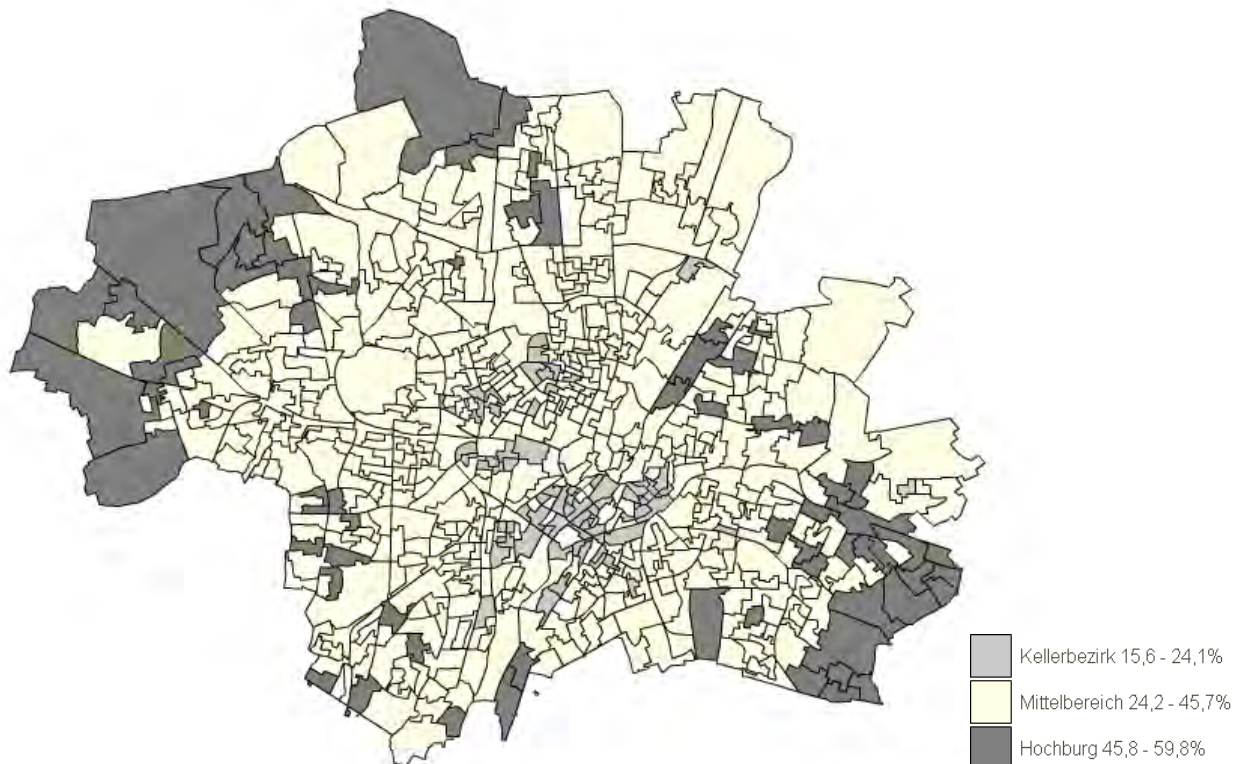 Kellerbezirk 15,6 - 24,1%
Mittelbereich 24,2 - 45,7%
Hochburg 45,8 - 59,8%